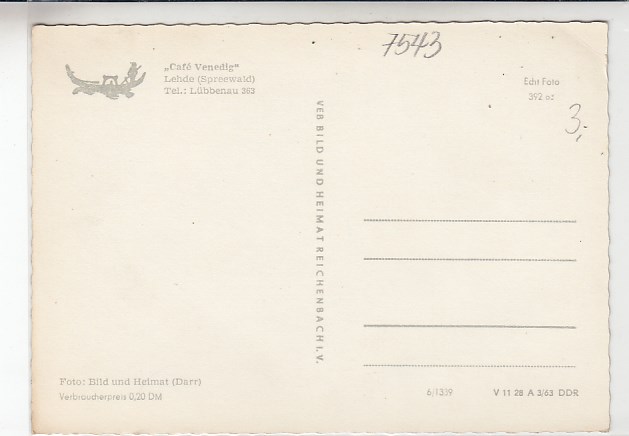 7543
„Café Venedig"
Lehde (Spreewald)
Tel.: Lübbenau 263
Echt Foto
392 oz
3,-
VEB BILD UND HEIMAT REICHENBACH I. V.
Foto: Bild und Heimat (Darr)
Verbraucherpreis 0,20 DM
6/1339
V 11 28 A 3/63 DDR